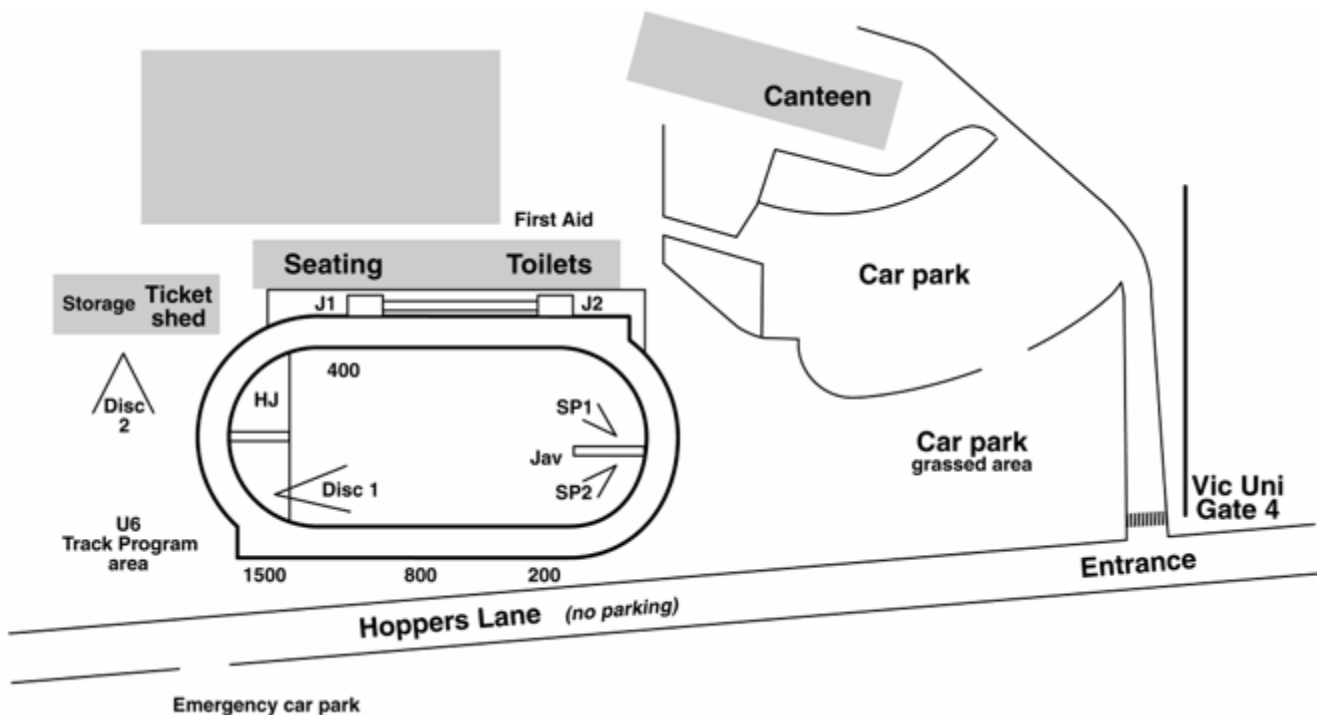 Canteen
First Aid
Seating
Toilets
Storage
Ticket
shed
J1
J2
Car park
400
HJ
SP1
Disc
2
Jav
Car park
grassed area
Disc 1
SP2
Vic Uni
Gate 4
U6
Track Program
area
1500
800
200
Entrance
Hoppers Lane (no parking)
Emergency car park